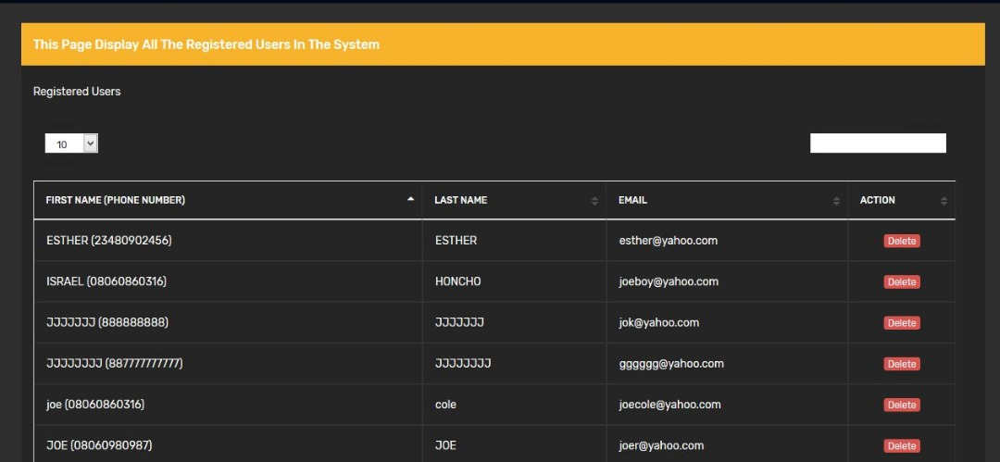 This Page Display All The Registered Users In The System
Registered Users
10
FIRST NAME (PHONE NUMBER) LAST NAME EMAIL ACTION
ESTHER (23480902456) ESTHER esther@yahoo.com Delete
ISRAEL (08060860316) HONCHO joeboy@yahoo.com Delete
JJJJJJJ (888888888) JJJJJJJ jok@yahoo.com Delete
JJJJJJJJ (887777777777) JJJJJJJJ gggggg@yahoo.com Delete
joe (08060860316) cole joecole@yahoo.com Delete
JOE (08060980987) JOE joer@yahoo.com Delete